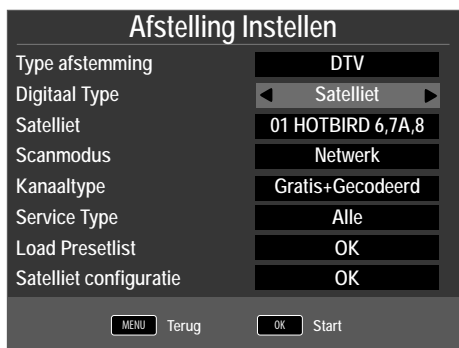 Afstelling Instellen
Type afstemming DTV
Digitaal Type Satelliet
Satelliet 01 HOTBIRD 6,7A,8
Scanmodus Netwerk
Kanaaltype Gratis+Gecodeerd
Service Type Alle
Load Presetlist OK
Satelliet configuratie OK
MENU Terug OK Start